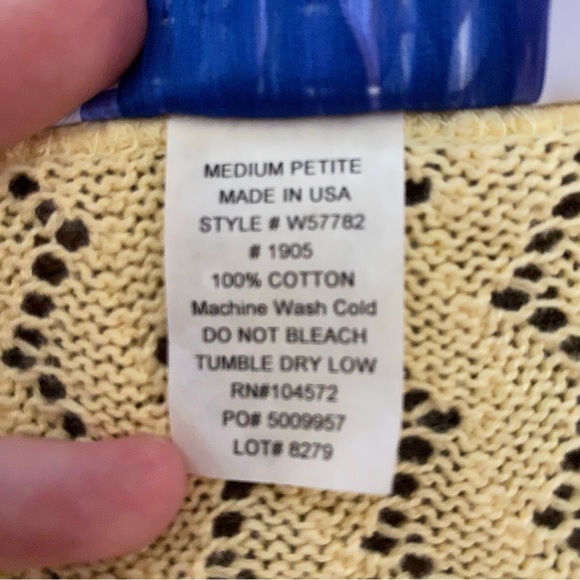 MEDIUM PETITE
MADE IN USA
STYLE # W57782
# 1905
100% COTTON
Machine Wash Cold
DO NOT BLEACH
TUMBLE DRY LOW
RN#104572
PO# 5009957
LOT# 8279